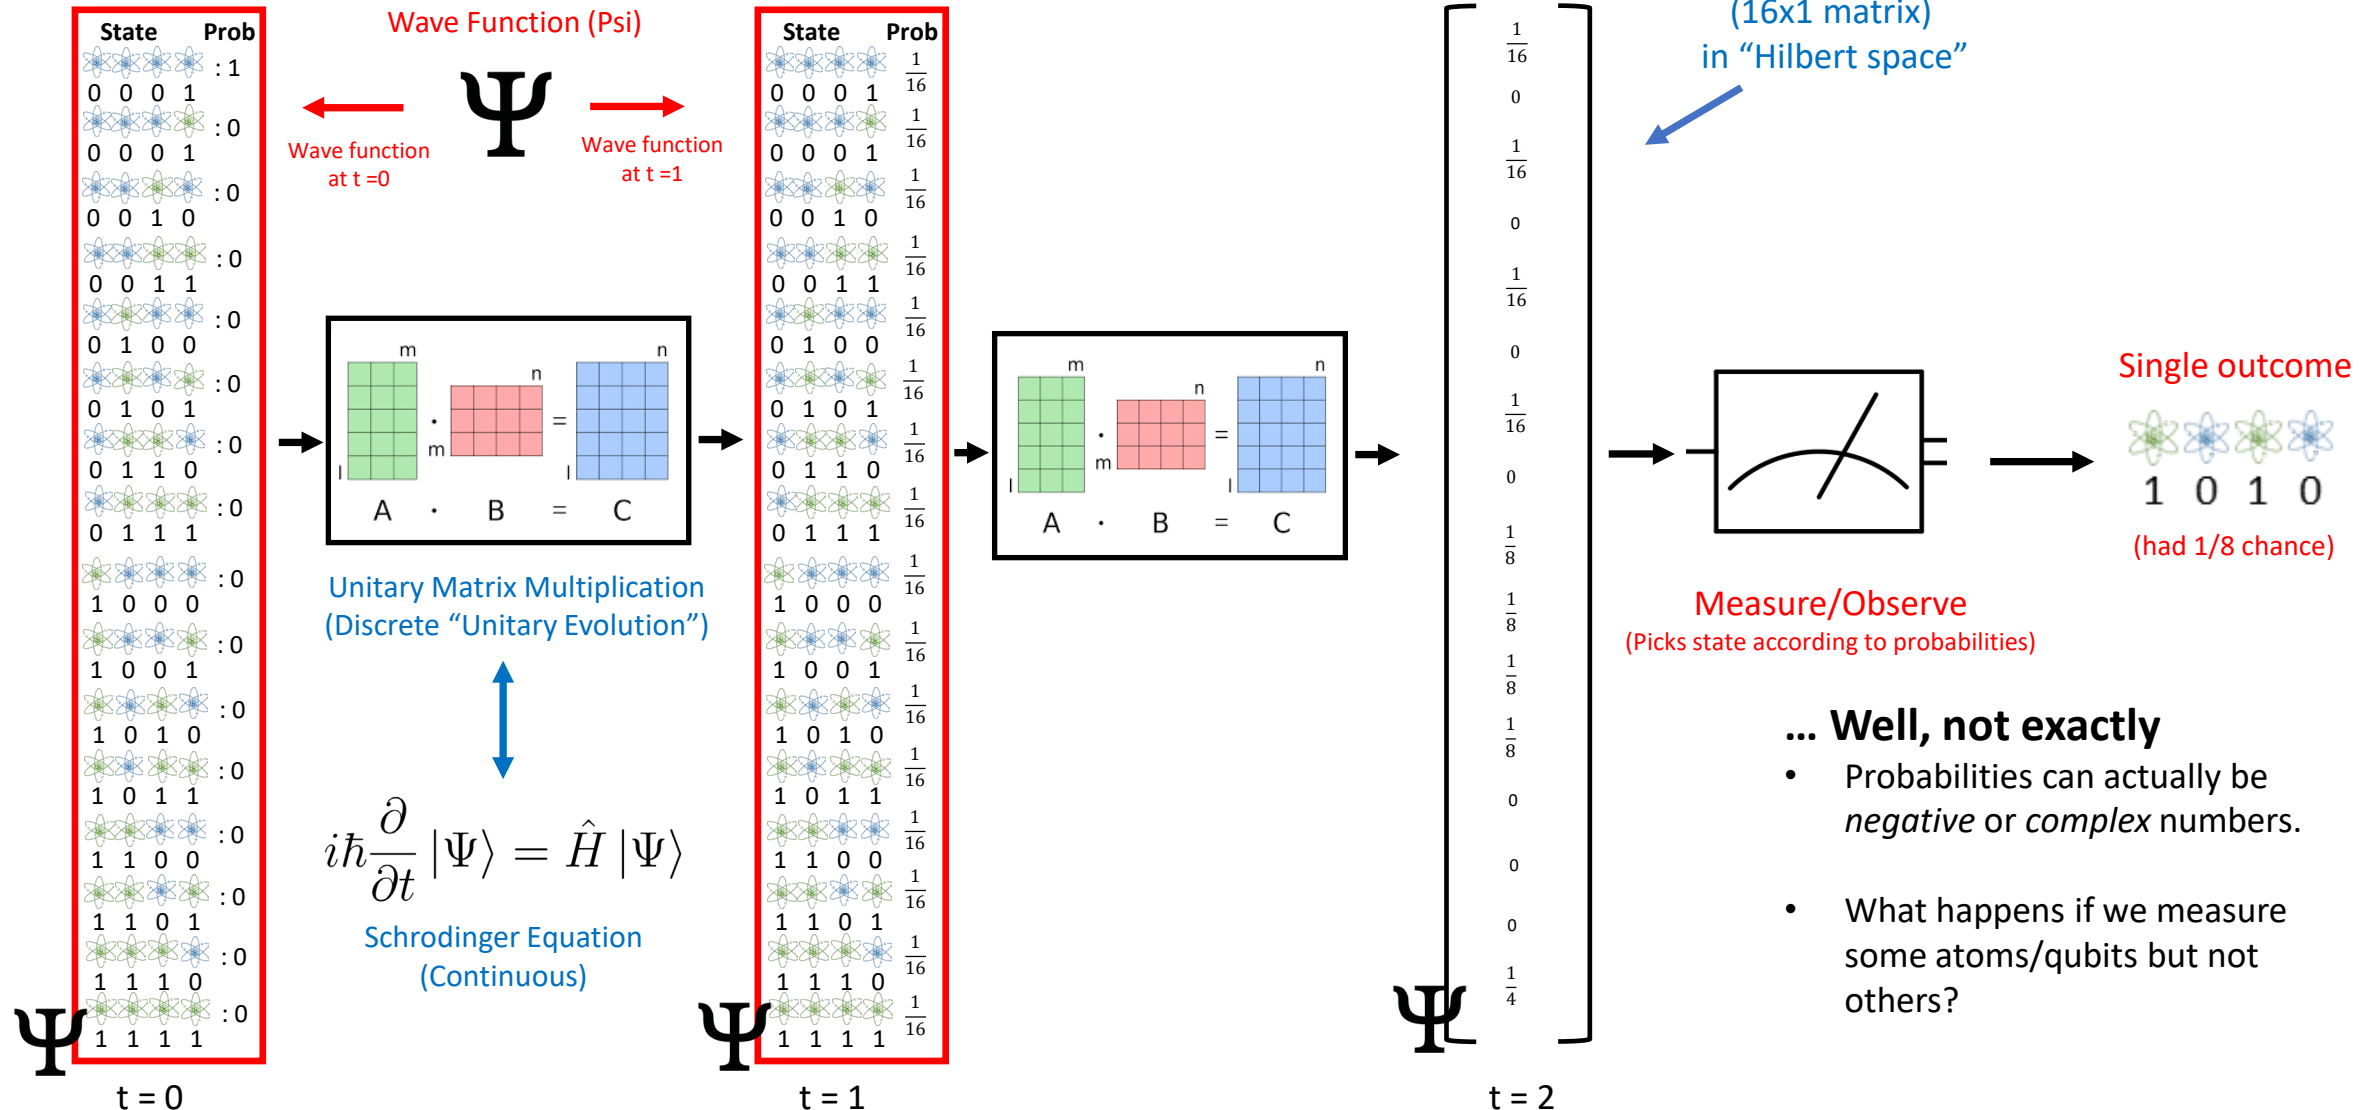 State Prob
: 1
0 0 0 1
: 0
0 0 0 1
: 0
0 0 1 0
: 0
0 0 1 1
: 0
0 1 0 0
: 0
0 1 0 1
: 0
0 1 1 0
: 0
0 1 1 1
: 0
1 0 0 0
: 0
1 0 0 1
: 0
1 0 1 0
: 0
1 0 1 1
: 0
1 1 0 0
: 0
1 1 0 1
: 0
1 1 1 0
: 0
1 1 1 1
Ψ
t = 0
Wave Function (Psi)
Ψ
Wave function
at t =0
Wave function
at t =1
m
n
n
· =
m
l
l
A · B = C
Unitary Matrix Multiplication
(Discrete “Unitary Evolution”)
iħ ∂/∂t |Ψ⟩ = Ĥ |Ψ⟩
Schrodinger Equation
(Continuous)
State Prob
1/16
0 0 0 1
1/16
0 0 0 1
1/16
0 0 1 0
1/16
0 0 1 1
1/16
0 1 0 0
1/16
0 1 0 1
1/16
0 1 1 0
1/16
0 1 1 1
1/16
1 0 0 0
1/16
1 0 0 1
1/16
1 0 1 0
1/16
1 0 1 1
1/16
1 1 0 0
1/16
1 1 0 1
1/16
1 1 1 0
1/16
1 1 1 1
Ψ
t = 1
m
n
n
· =
m
l
l
A · B = C
1/16
0
1/16
0
1/16
0
1/16
0
1/8
1/8
1/8
1/8
0
0
0
1/4
Ψ
t = 2
(16x1 matrix)
in “Hilbert space”
Measure/Observe
(Picks state according to probabilities)
Single outcome
1 0 1 0
(had 1/8 chance)
... Well, not exactly
• Probabilities can actually be
negative or complex numbers.
• What happens if we measure
some atoms/qubits but not
others?